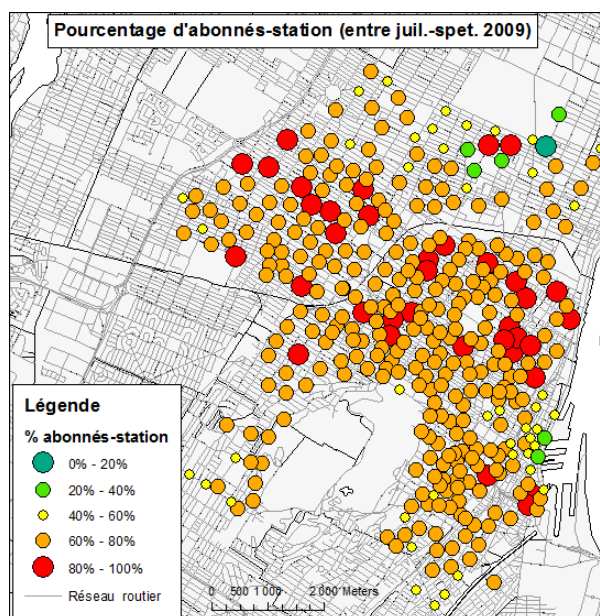 Pourcentage d'abonnés-station (entre juil.-spet. 2009)
Légende
% abonnés-station
0% - 20%
20% - 40%
40% - 60%
60% - 80%
80% - 100%
Réseau routier
0 500 1 000 2 000 Meters